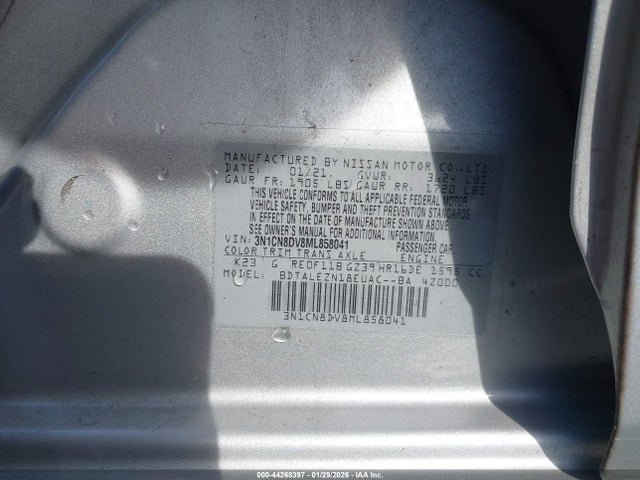 MANUFACTURED BY NISSAN MOTOR CO.,LTD.
DATE: 01/21. GVWR: 3624 LBS
GAWR FR: 1905 LBS/GAWR RR: 1720 LBS
THIS VEHICLE CONFORMS TO ALL APPLICABLE FEDERAL MOTOR
VEHICLE SAFETY, BUMPER AND THEFT PREVENTION STANDARDS
IN EFFECT ON THE DATE OF MANUFACTURE SHOWN ABOVE.
SEE OWNER'S MANUAL FOR ADDITIONAL INFORMATION
VIN: 3N1CN8DV8ML858041 PASSENGER CAR
COLOR TRIM TRANS AXLE ENGINE
K23 G RE0F11B GZ39 HR16DE 1598 CC
MODEL: BDTALEZN18EUAC--BA 4Z000
3N1CN8DV8ML858041
000-44268397 - 01/29/2026 - IAA Inc.